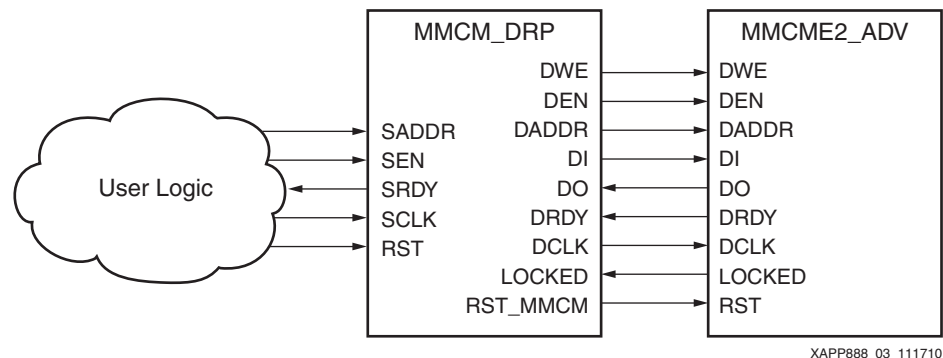 MMCM_DRP
MMCME2_ADV
User Logic
SADDR
SEN
SRDY
SCLK
RST
DWE
DEN
DADDR
DI
DO
DRDY
DCLK
LOCKED
RST_MMCM
DWE
DEN
DADDR
DI
DO
DRDY
DCLK
LOCKED
RST
XAPP888_03_111710